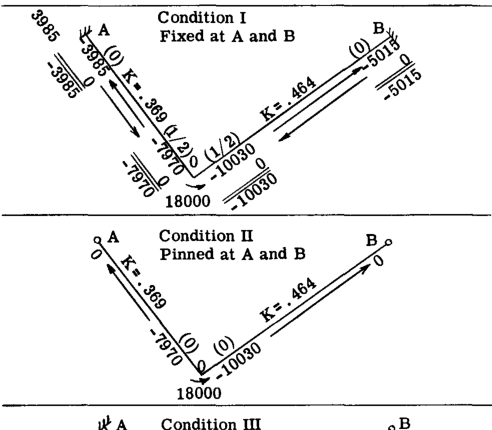 Condition I
Fixed at A and B
A
B
3985
-3985
0
-3985
(0)
-3985
K=.369
(1/2)
-7970
0
-7970
0
18000
(1/2)
-10030
0
-10030
K=.464
(0)
-5015
0
-5015
Condition II
Pinned at A and B
A
B
0
K=.369
(0)
-7970
0
18000
(0)
-10030
K=.464
0
A
Condition III
B